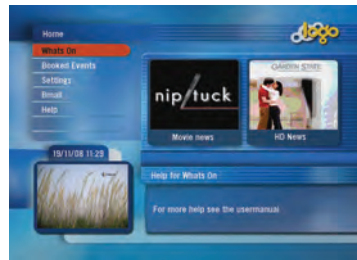 Home
Whats On
Booked Events
Settings
Email
Help
logo
nip/tuck
Movie news
GARDEN STATE
HD News
19/11/08 11:29
Help for Whats On
For more help see the usermanual